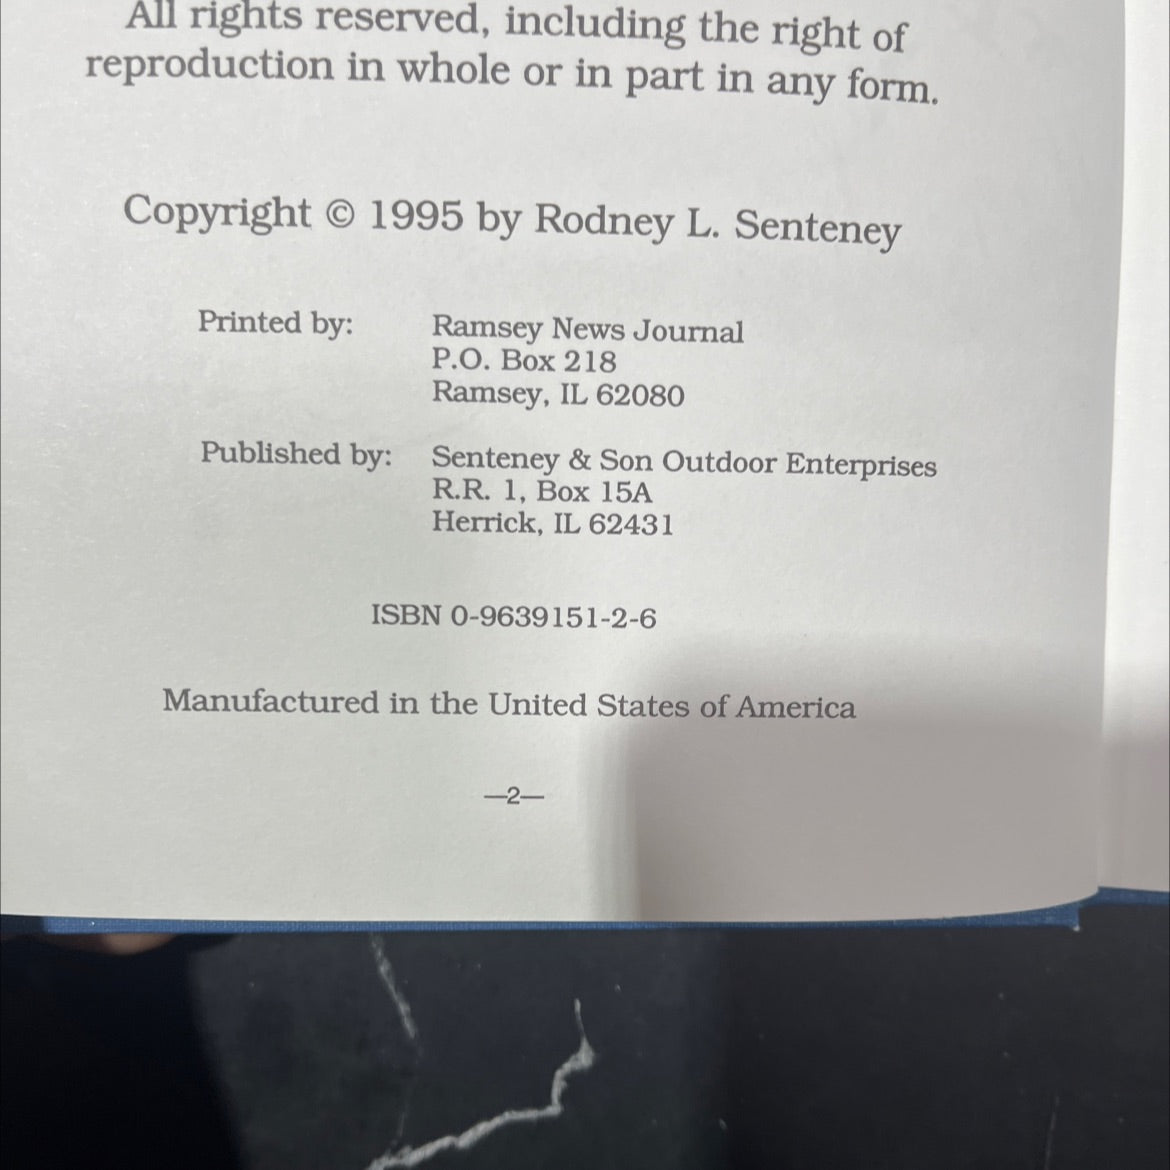 All rights reserved, including the right of
reproduction in whole or in part in any form.
Copyright © 1995 by Rodney L. Senteney
Printed by: Ramsey News Journal
P.O. Box 218
Ramsey, IL 62080
Published by: Senteney & Son Outdoor Enterprises
R.R. 1, Box 15A
Herrick, IL 62431
ISBN 0-9639151-2-6
Manufactured in the United States of America
—2—